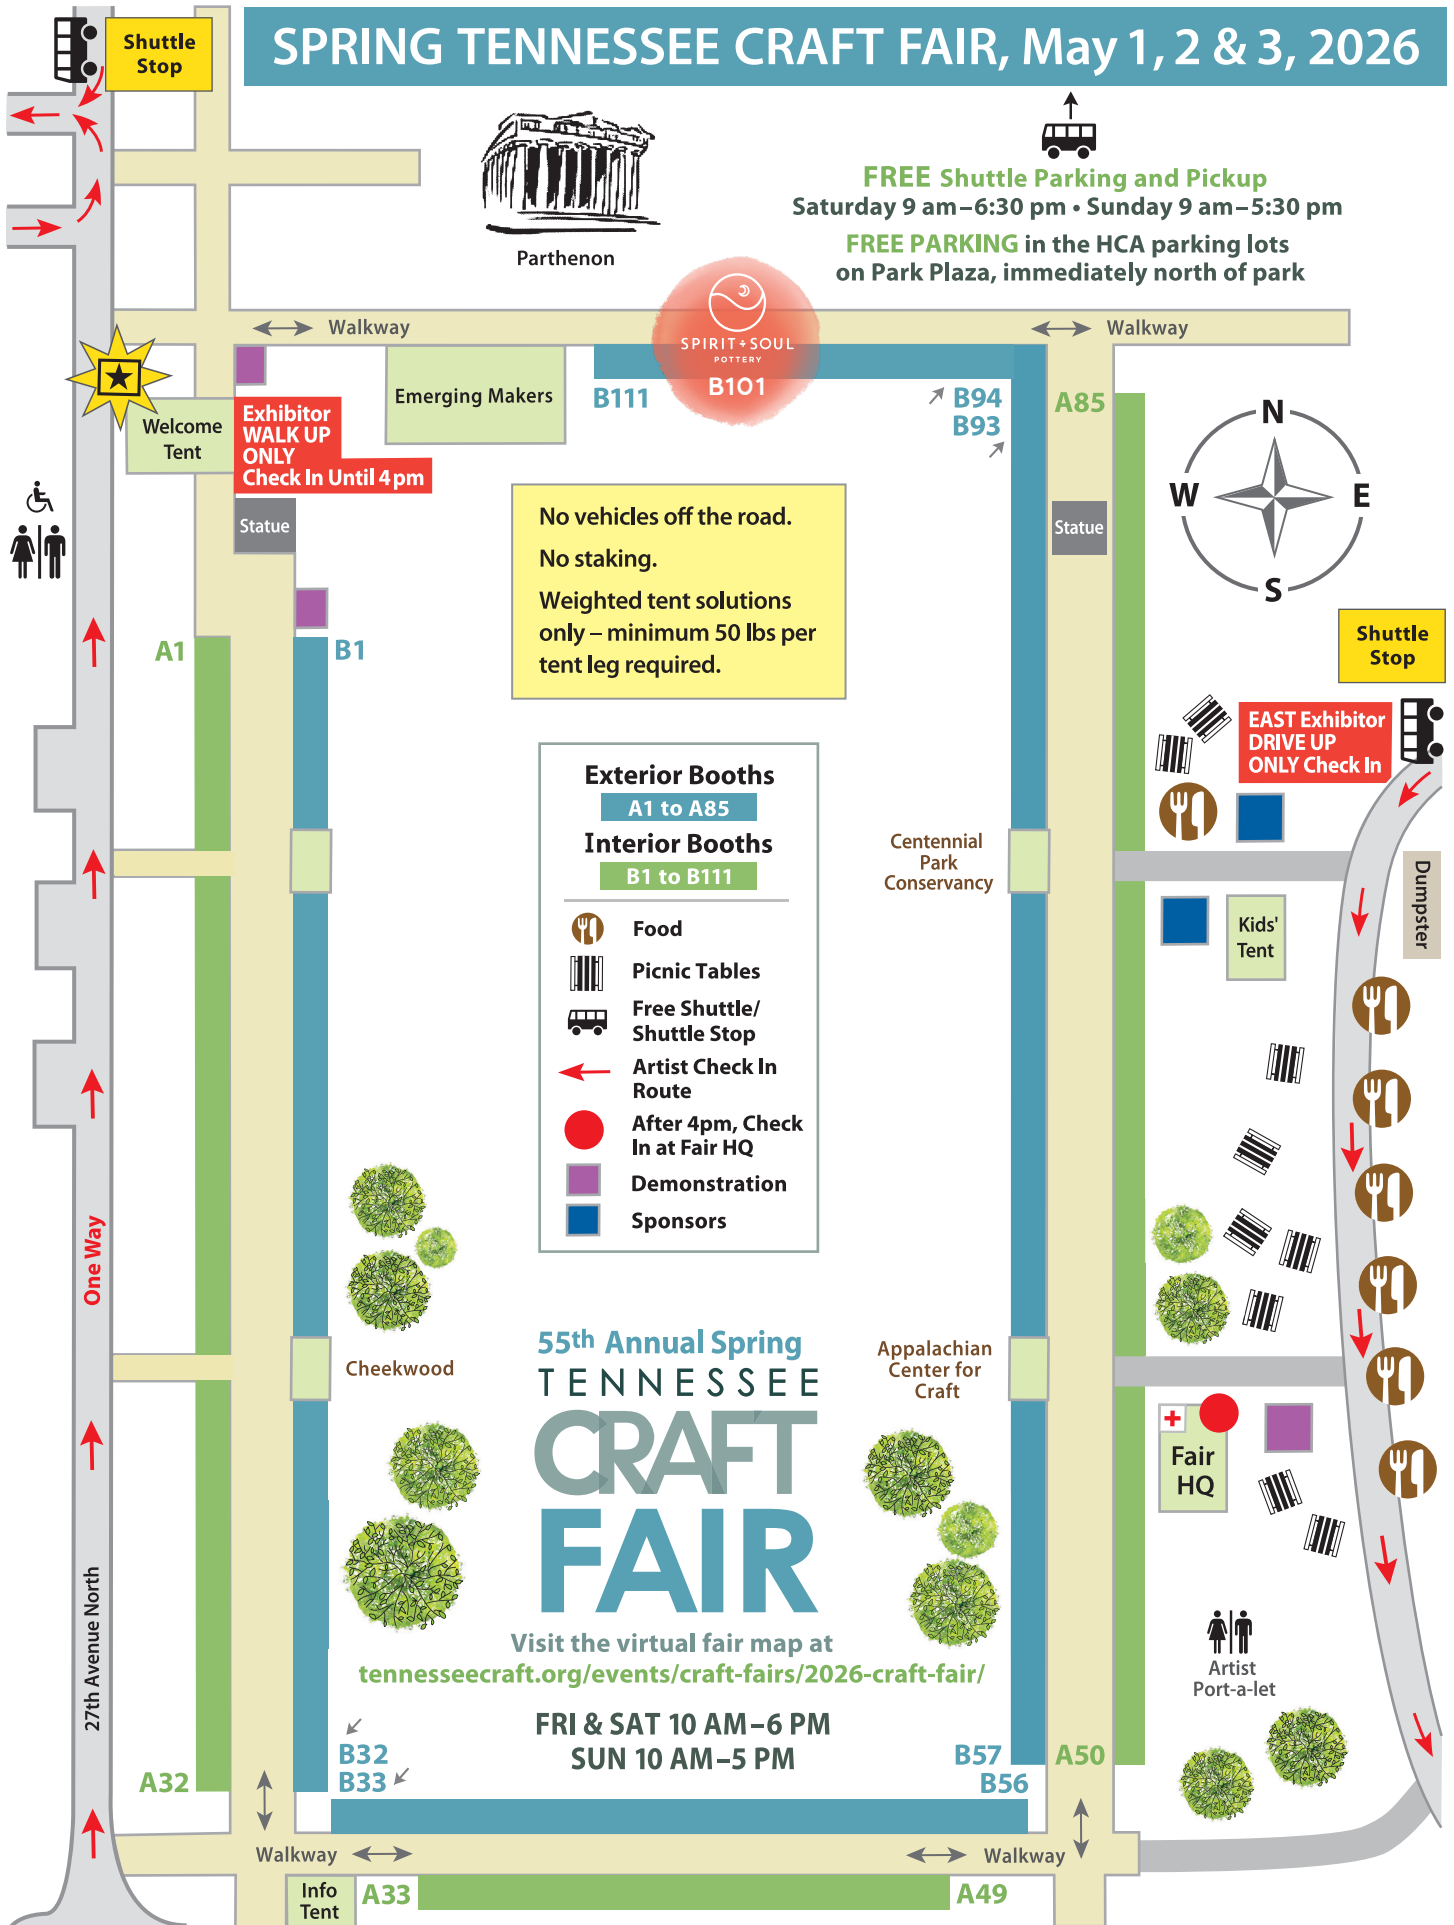 SPRING TENNESSEE CRAFT FAIR, May 1, 2 & 3, 2026
Shuttle
Stop
FREE Shuttle Parking and Pickup
Saturday 9 am–6:30 pm • Sunday 9 am–5:30 pm
FREE PARKING in the HCA parking lots
on Park Plaza, immediately north of park
Parthenon
Walkway
Walkway
SPIRIT + SOUL
POTTERY
B101
Emerging Makers
B111
B94
B93
A85
Welcome
Tent
Exhibitor
WALK UP
ONLY
Check In Until 4 pm
Statue
Statue
N
W
E
S
No vehicles off the road.
No staking.
Weighted tent solutions
only – minimum 50 lbs per
tent leg required.
A1
B1
Shuttle
Stop
EAST Exhibitor
DRIVE UP
ONLY Check In
Exterior Booths
A1 to A85
Interior Booths
B1 to B111
Food
Picnic Tables
Free Shuttle/
Shuttle Stop
Artist Check In
Route
After 4pm, Check
In at Fair HQ
Demonstration
Sponsors
Centennial
Park
Conservancy
Kids'
Tent
Dumpster
One Way
27th Avenue North
Cheekwood
55th Annual Spring
TENNESSEE
CRAFT
FAIR
Appalachian
Center for
Craft
Fair
HQ
Visit the virtual fair map at
tennesseecraft.org/events/craft-fairs/2026-craft-fair/
FRI & SAT 10 AM–6 PM
SUN 10 AM–5 PM
Artist
Port-a-let
B32
B33
A32
B57
B56
A50
Walkway
Walkway
Info
Tent
A33
A49